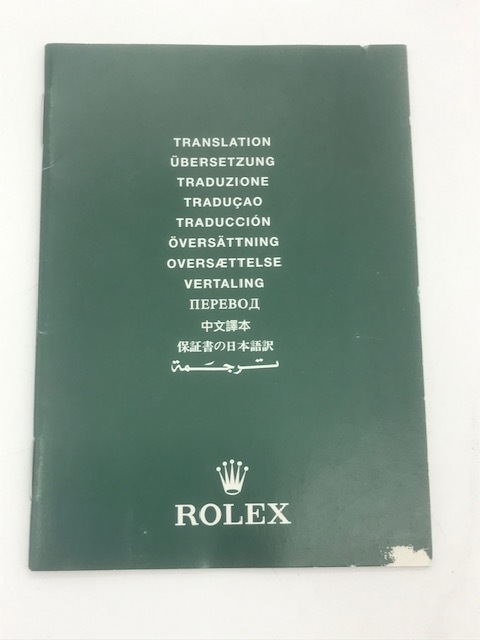 TRANSLATION
ÜBERSETZUNG
TRADUZIONE
TRADUÇAO
TRADUCCIÓN
ÖVERSÄTTNING
OVERSÆTTELSE
VERTALING
ПЕРЕВОД
中文譯本
保証書の日本語訳
ترجمة
ROLEX